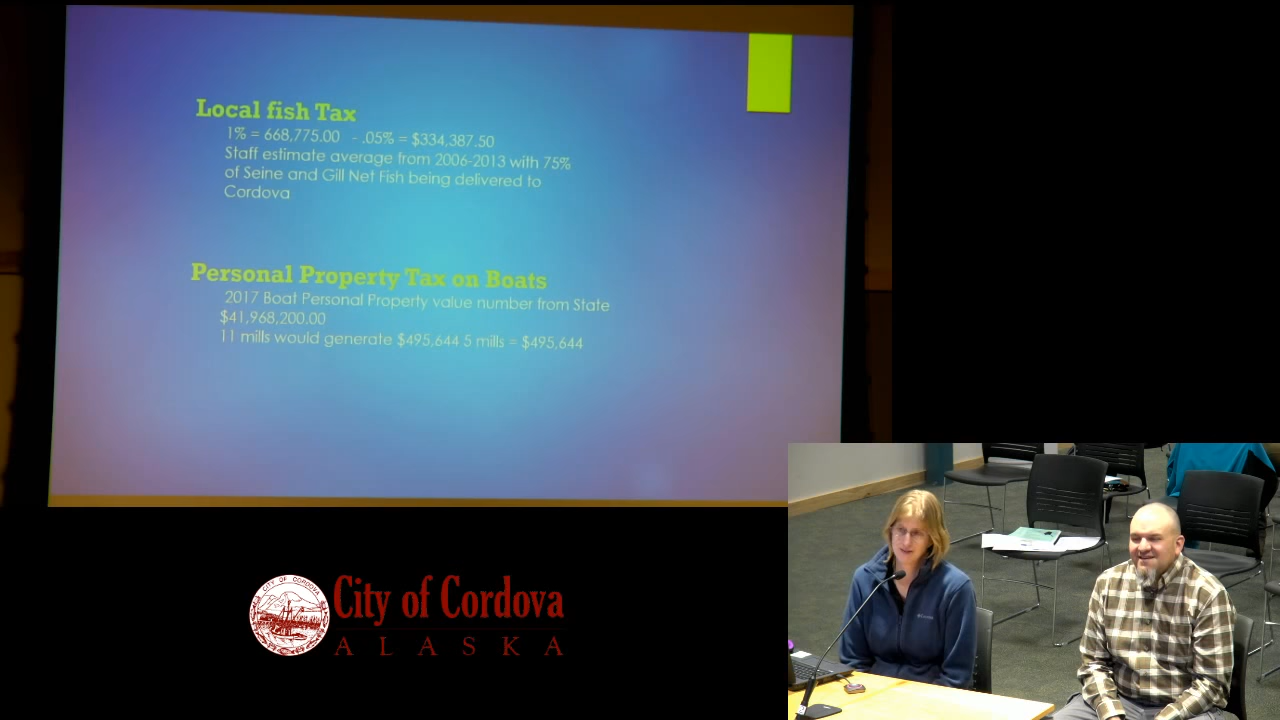 Local fish Tax
1% = 668,775.00 - .05% = $334,387.50
Staff estimate average from 2006-2013 with 75%
of Seine and Gill Net Fish being delivered to
Cordova
Personal Property Tax on Boats
2017 Boat Personal Property value number from State
$41,968,200.00
11 mills would generate $495,644 5 mills = $495,644
CITY OF CORDOVA
City of Cordova
ALASKA